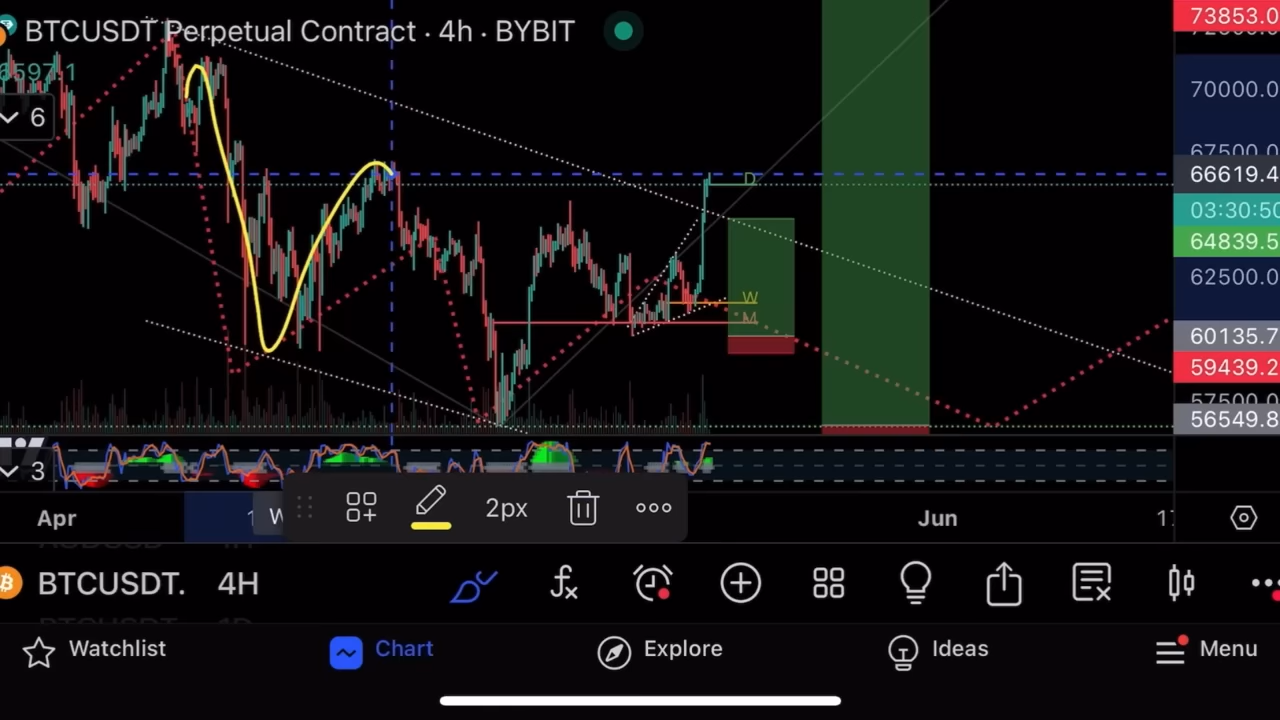 BTCUSDT Perpetual Contract · 4h · BYBIT
73853.0
6597.1
6
70000.0
67500.0
D
66619.4
03:30:50
64839.5
62500.0
W
M
60135.7
59439.2
57500.0
56549.8
3
Apr
W
Jun
2px
BTCUSDT. 4H
Watchlist
Chart
Explore
Ideas
Menu